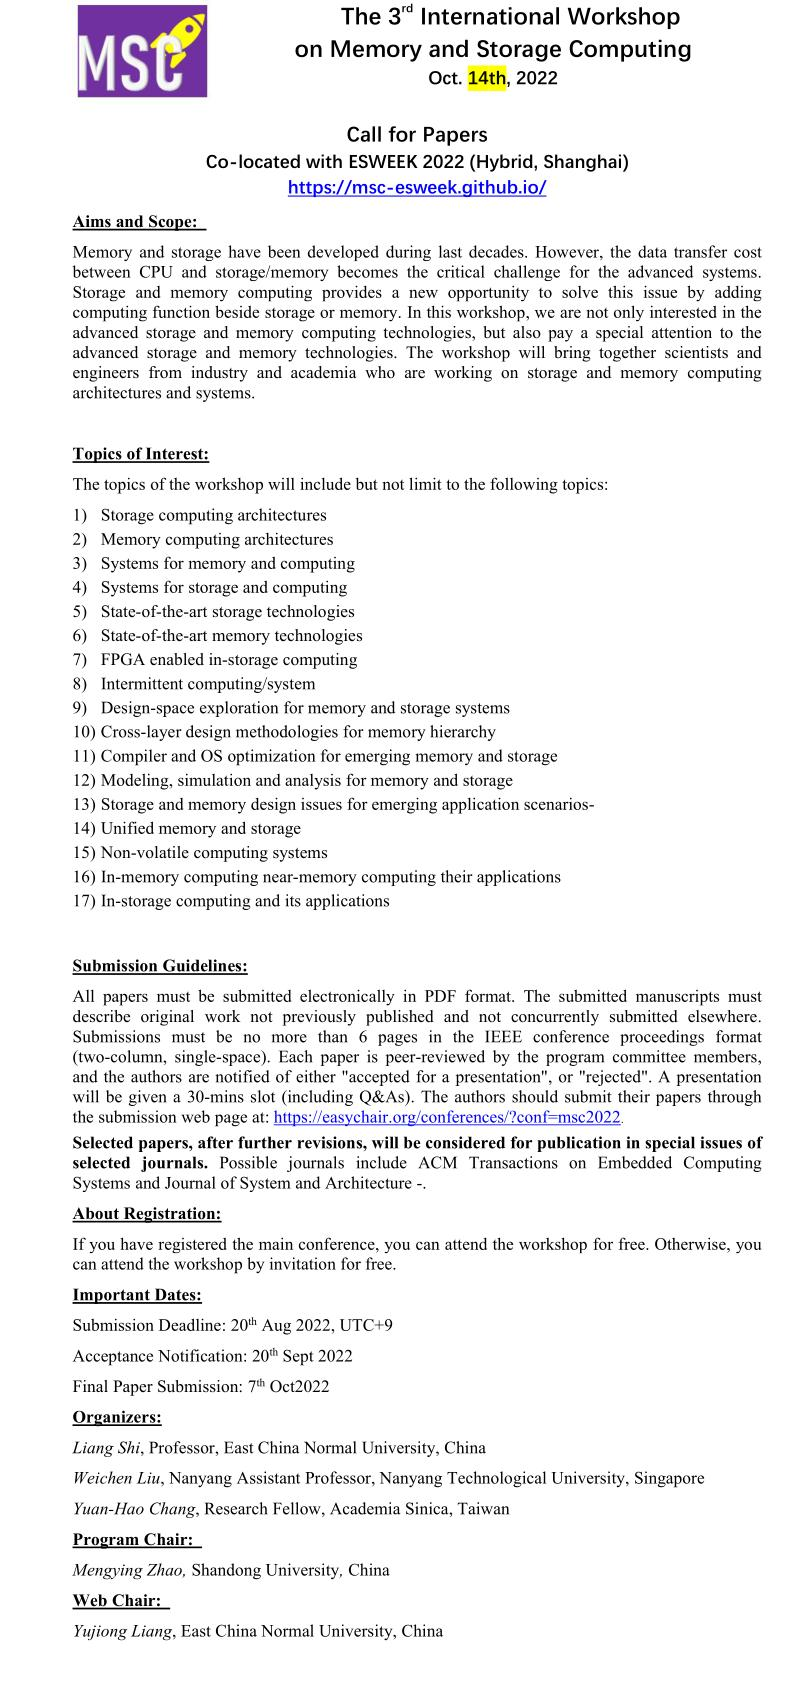 MSC
The 3rd International Workshop
on Memory and Storage Computing
Oct. 14th, 2022
Call for Papers
Co-located with ESWEEK 2022 (Hybrid, Shanghai)
https://msc-esweek.github.io/
Aims and Scope:
Memory and storage have been developed during last decades. However, the data transfer cost
between CPU and storage/memory becomes the critical challenge for the advanced systems.
Storage and memory computing provides a new opportunity to solve this issue by adding
computing function beside storage or memory. In this workshop, we are not only interested in the
advanced storage and memory computing technologies, but also pay a special attention to the
advanced storage and memory technologies. The workshop will bring together scientists and
engineers from industry and academia who are working on storage and memory computing
architectures and systems.
Topics of Interest:
The topics of the workshop will include but not limit to the following topics:
1) Storage computing architectures
2) Memory computing architectures
3) Systems for memory and computing
4) Systems for storage and computing
5) State-of-the-art storage technologies
6) State-of-the-art memory technologies
7) FPGA enabled in-storage computing
8) Intermittent computing/system
9) Design-space exploration for memory and storage systems
10) Cross-layer design methodologies for memory hierarchy
11) Compiler and OS optimization for emerging memory and storage
12) Modeling, simulation and analysis for memory and storage
13) Storage and memory design issues for emerging application scenarios-
14) Unified memory and storage
15) Non-volatile computing systems
16) In-memory computing near-memory computing their applications
17) In-storage computing and its applications
Submission Guidelines:
All papers must be submitted electronically in PDF format. The submitted manuscripts must
describe original work not previously published and not concurrently submitted elsewhere.
Submissions must be no more than 6 pages in the IEEE conference proceedings format
(two-column, single-space). Each paper is peer-reviewed by the program committee members,
and the authors are notified of either "accepted for a presentation", or "rejected". A presentation
will be given a 30-mins slot (including Q&As). The authors should submit their papers through
the submission web page at: https://easychair.org/conferences/?conf=msc2022.
Selected papers, after further revisions, will be considered for publication in special issues of
selected journals. Possible journals include ACM Transactions on Embedded Computing
Systems and Journal of System and Architecture -.
About Registration:
If you have registered the main conference, you can attend the workshop for free. Otherwise, you
can attend the workshop by invitation for free.
Important Dates:
Submission Deadline: 20th Aug 2022, UTC+9
Acceptance Notification: 20th Sept 2022
Final Paper Submission: 7th Oct2022
Organizers:
Liang Shi, Professor, East China Normal University, China
Weichen Liu, Nanyang Assistant Professor, Nanyang Technological University, Singapore
Yuan-Hao Chang, Research Fellow, Academia Sinica, Taiwan
Program Chair:
Mengying Zhao, Shandong University, China
Web Chair:
Yujiong Liang, East China Normal University, China